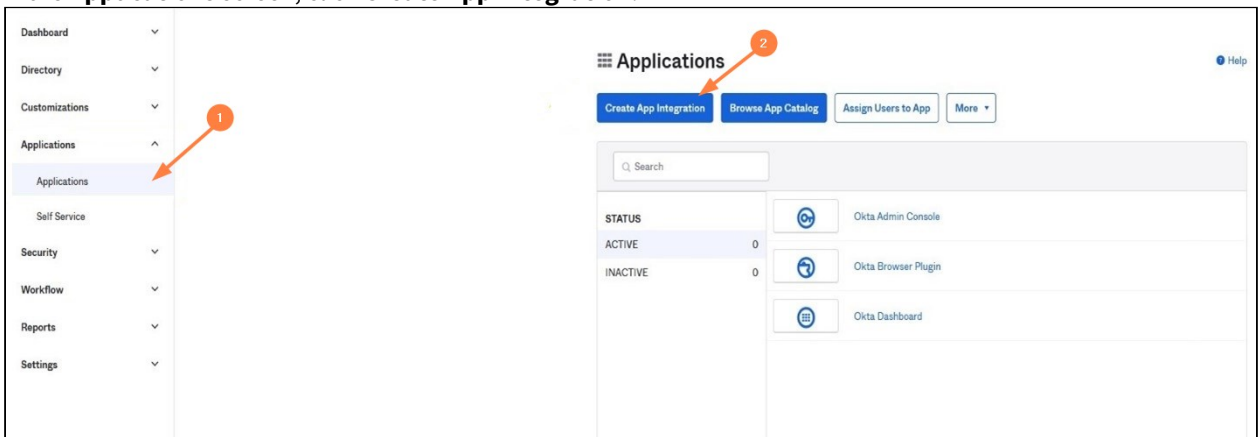 Dashboard
Directory
Customizations
Applications
Applications
Self Service
Security
Workflow
Reports
Settings
1
2
Applications
Help
Create App Integration Browse App Catalog Assign Users to App More
Search
STATUS
ACTIVE 0
INACTIVE 0
Okta Admin Console
Okta Browser Plugin
Okta Dashboard